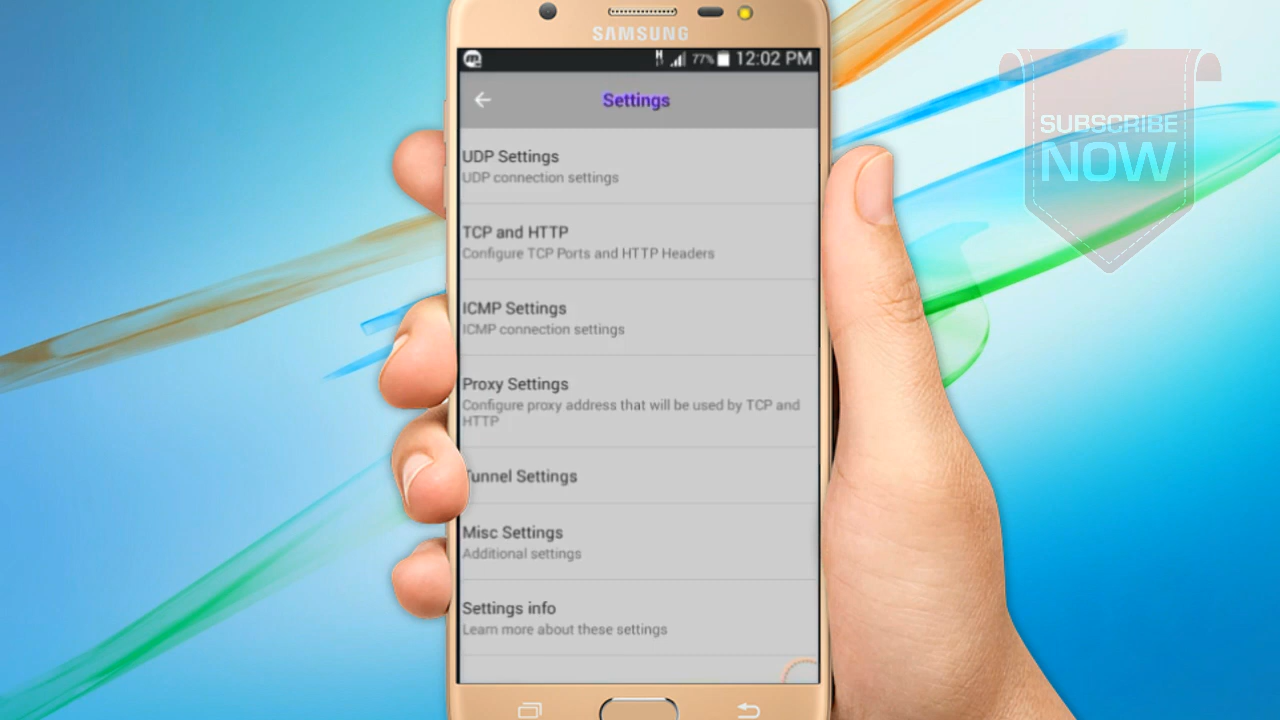 SAMSUNG
H 77% 12:02 PM
Settings
SUBSCRIBE
NOW
UDP Settings
UDP connection settings
TCP and HTTP
Configure TCP Ports and HTTP Headers
ICMP Settings
ICMP connection settings
Proxy Settings
Configure proxy address that will be used by TCP and
HTTP
Tunnel Settings
Misc Settings
Additional settings
Settings info
Learn more about these settings